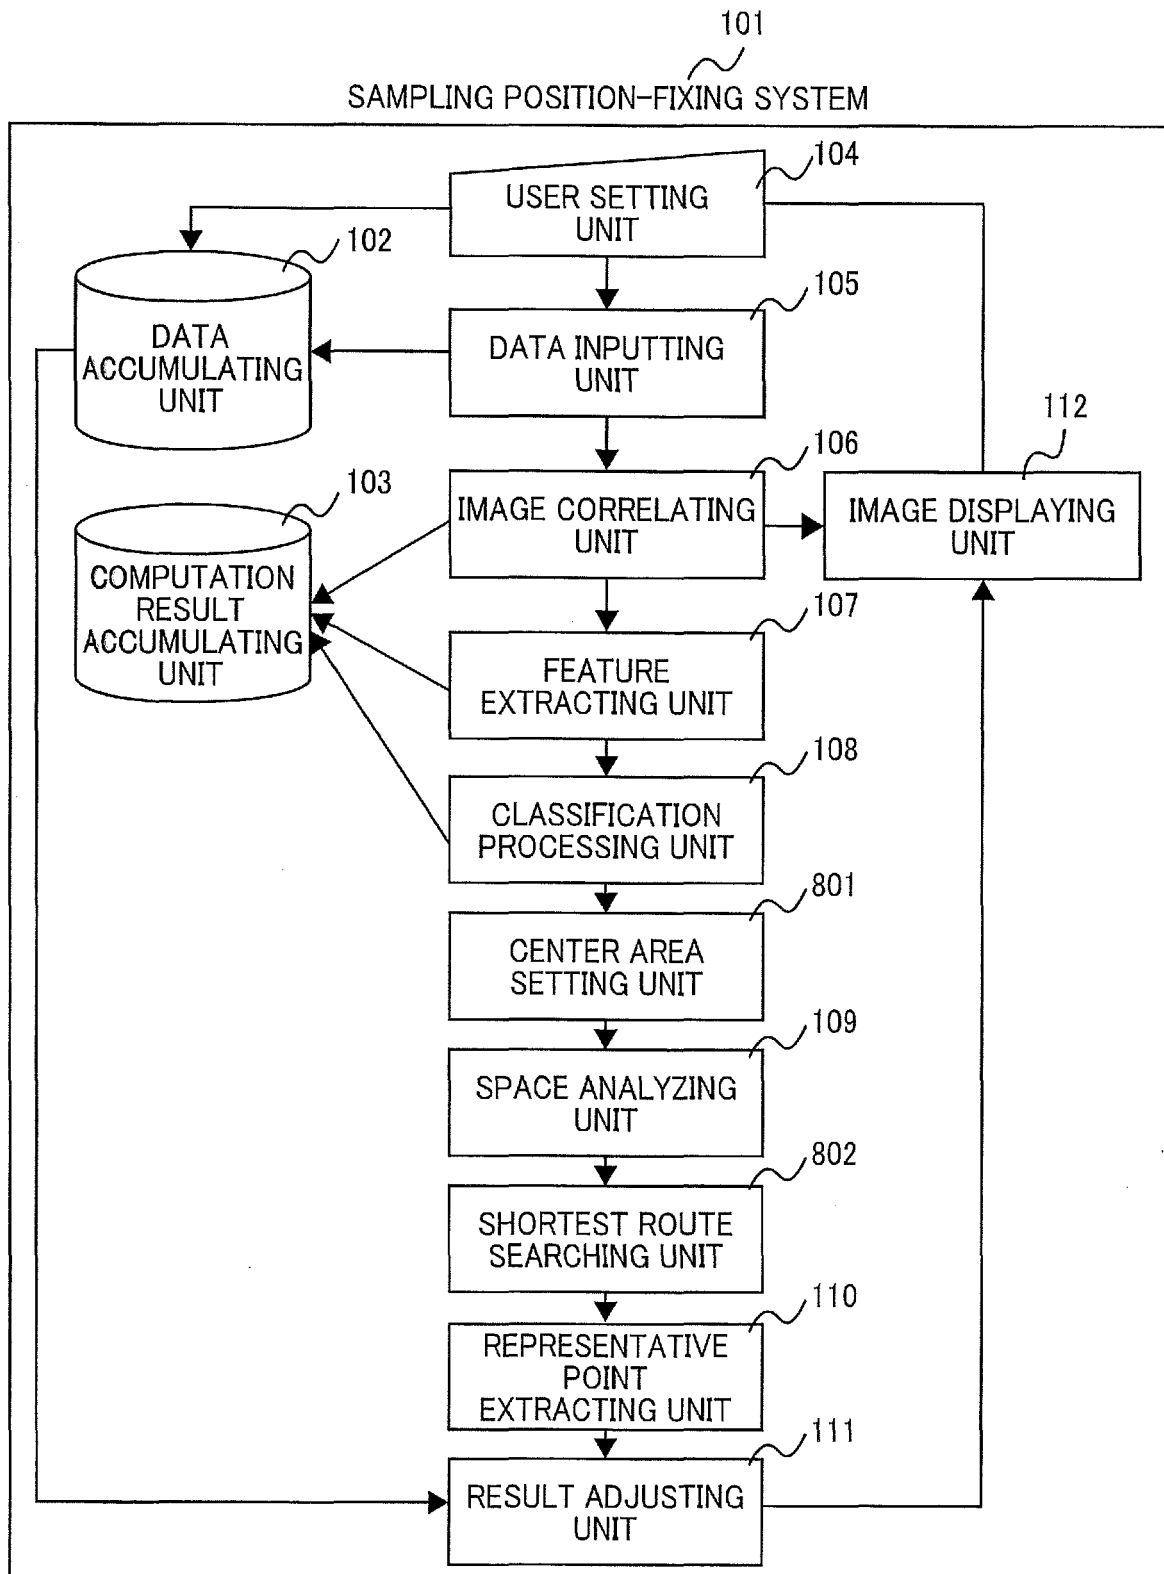 101
SAMPLING POSITION-FIXING SYSTEM
104
USER SETTING
UNIT
102
DATA
ACCUMULATING
UNIT
105
DATA INPUTTING
UNIT
112
IMAGE DISPLAYING
UNIT
106
IMAGE CORRELATING
UNIT
103
COMPUTATION
RESULT
ACCUMULATING
UNIT
107
FEATURE
EXTRACTING UNIT
108
CLASSIFICATION
PROCESSING UNIT
801
CENTER AREA
SETTING UNIT
109
SPACE ANALYZING
UNIT
802
SHORTEST ROUTE
SEARCHING UNIT
110
REPRESENTATIVE
POINT
EXTRACTING UNIT
111
RESULT ADJUSTING
UNIT